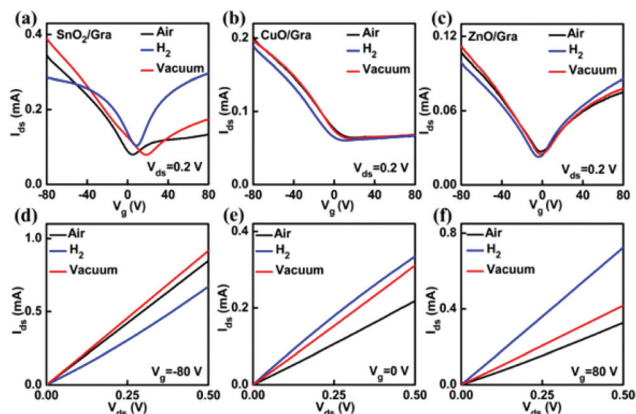 (a) SnO2/Gra
Air
H2
Vacuum
0.4
0.2
0.0
Ids (mA)
Vds=0.2 V
-80 -40 0 40 80
Vg (V)
(b) CuO/Gra
Air
H2
Vacuum
0.2
0.1
0.0
Ids (mA)
Vds=0.2 V
-80 -40 0 40 80
Vg (V)
(c) ZnO/Gra
Air
H2
Vacuum
0.12
0.06
0.00
Ids (mA)
Vds=0.2 V
-80 -40 0 40 80
Vg (V)
(d)
Air
H2
Vacuum
1.0
0.5
0.0
Ids (mA)
Vg=-80 V
0.00 0.25 0.50
Vds (V)
(e)
Air
H2
Vacuum
0.4
0.2
0.0
Ids (mA)
Vg=0 V
0.00 0.25 0.50
Vds (V)
(f)
Air
H2
Vacuum
0.8
0.4
0.0
Ids (mA)
Vg=80 V
0.00 0.25 0.50
Vds (V)